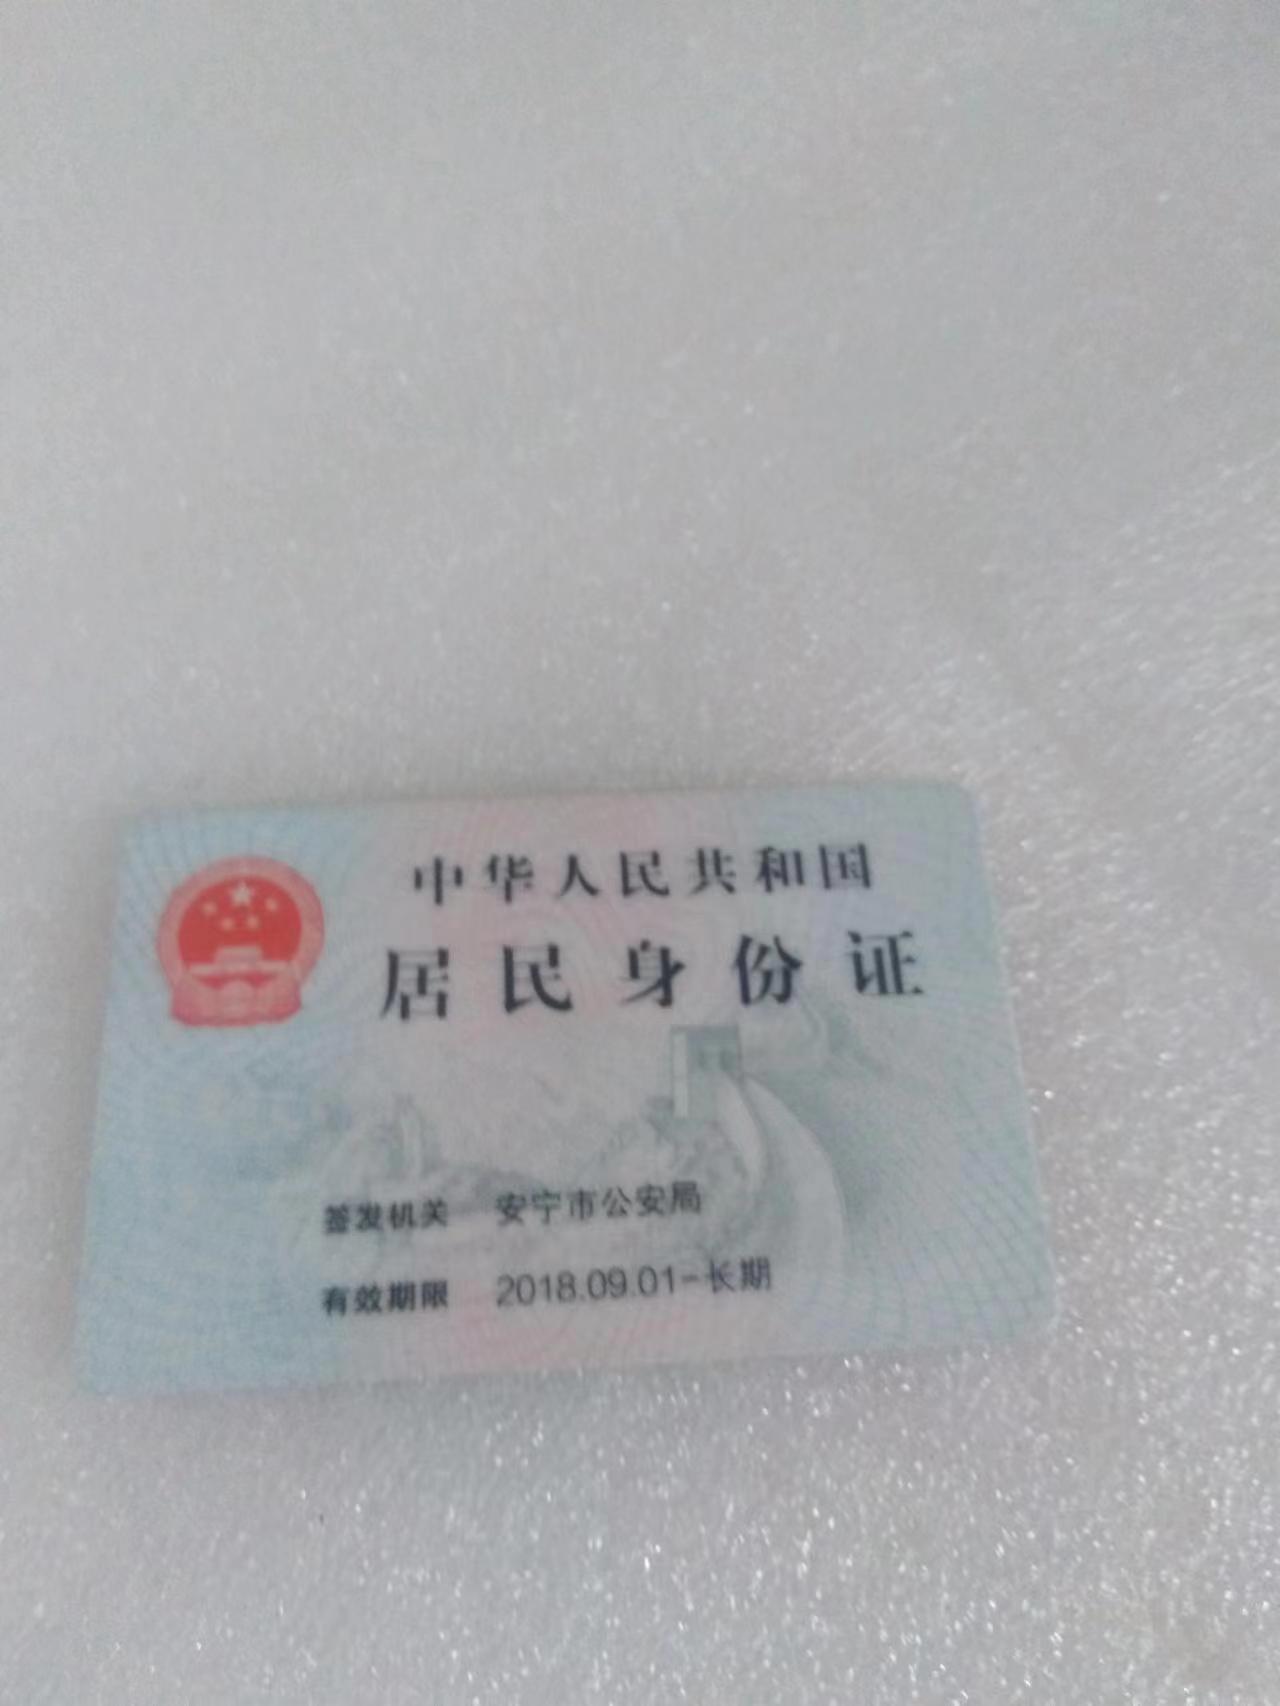 中华人民共和国
居民身份证
签发机关 安宁市公安局
有效期限 2018.09.01-长期